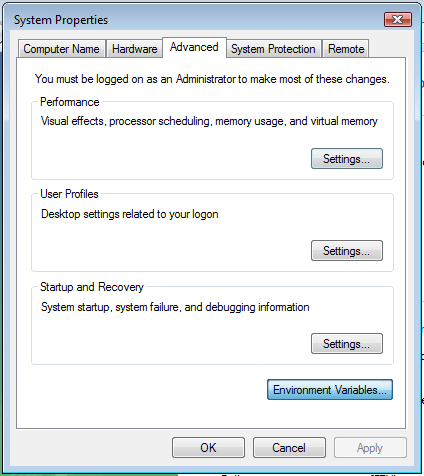 System Properties
Computer Name Hardware Advanced System Protection Remote
You must be logged on as an Administrator to make most of these changes.
Performance
Visual effects, processor scheduling, memory usage, and virtual memory
Settings...
User Profiles
Desktop settings related to your logon
Settings...
Startup and Recovery
System startup, system failure, and debugging information
Settings...
Environment Variables...
OK Cancel Apply